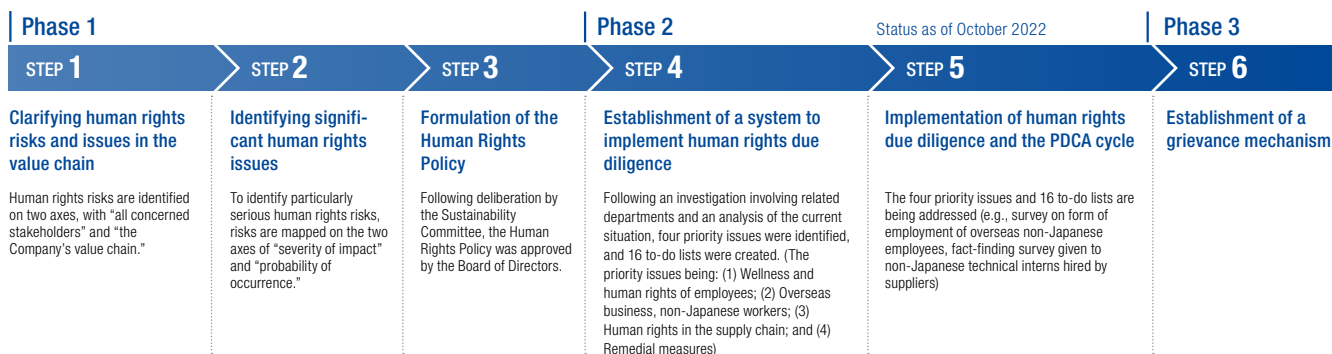 Phase 1
Phase 2
Status as of October 2022
Phase 3
STEP 1
STEP 2
STEP 3
STEP 4
STEP 5
STEP 6
Clarifying human rights
risks and issues in the
value chain
Human rights risks are identified
on two axes, with “all concerned
stakeholders” and “the
Company’s value chain.”
Identifying signifi-
cant human rights
issues
To identify particularly
serious human rights risks,
risks are mapped on the two
axes of “severity of impact”
and “probability of
occurrence.”
Formulation of the
Human Rights
Policy
Following deliberation by
the Sustainability
Committee, the Human
Rights Policy was approved
by the Board of Directors.
Establishment of a system to
implement human rights due
diligence
Following an investigation involving related
departments and an analysis of the current
situation, four priority issues were identified,
and 16 to-do lists were created. (The
priority issues being: (1) Wellness and
human rights of employees; (2) Overseas
business, non-Japanese workers; (3)
Human rights in the supply chain; and (4)
Remedial measures)
Implementation of human rights
due diligence and the PDCA cycle
The four priority issues and 16 to-do lists are
being addressed (e.g., survey on form of
employment of overseas non-Japanese
employees, fact-finding survey given to
non-Japanese technical interns hired by
suppliers)
Establishment of a
grievance mechanism